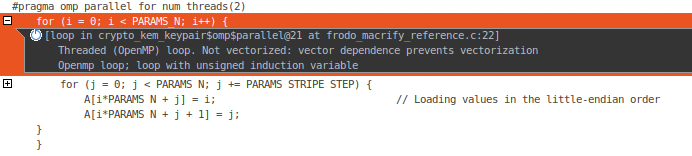 #pragma omp parallel for num threads(2)
for (i = 0; i < PARAMS N; i++) {
[loop in crypto_kem_keypair$omp$parallel@21 at frodo_macrify_reference.c:22]
Threaded (OpenMP) loop. Not vectorized: vector dependence prevents vectorization
Openmp loop; loop with unsigned induction variable
for (j = 0; j < PARAMS N; j += PARAMS STRIPE STEP) {
A[i*PARAMS N + j] = i; // Loading values in the little-endian order
A[i*PARAMS N + j + 1] = j;
}
}